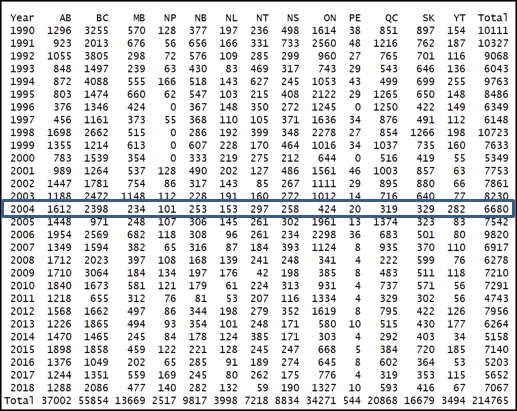 Year AB BC MB NP NB NL NT NS ON PE QC SK YT Total
1990 1296 3255 570 128 377 197 236 498 1614 38 851 897 154 10111
1991 923 2013 676 56 656 166 331 733 2560 48 1216 762 187 10327
1992 1055 3805 298 72 576 109 285 299 960 27 765 701 116 9068
1993 848 1497 239 63 430 83 469 317 743 29 543 646 136 6043
1994 872 4088 555 166 518 143 627 245 1053 43 499 699 255 9763
1995 803 1474 660 62 547 103 215 408 2122 29 1265 650 148 8486
1996 376 1346 424 0 367 148 350 272 1245 0 1250 422 149 6349
1997 456 1161 373 55 368 110 105 371 1636 34 876 491 112 6148
1998 1698 2662 515 0 286 192 399 348 2278 27 854 1266 198 10723
1999 1355 1214 613 0 607 228 170 464 1016 34 1037 735 160 7633
2000 783 1539 354 0 333 219 275 212 644 0 516 419 55 5349
2001 989 1264 537 128 490 202 127 486 1561 46 1003 857 63 7753
2002 1447 1781 754 86 317 143 85 267 1111 29 895 880 66 7861
2003 1188 2472 1148 112 228 191 160 272 1012 14 716 640 77 8230
2004 1612 2398 234 101 253 153 297 258 424 20 319 329 282 6680
2005 1448 971 248 107 306 145 261 302 1961 13 1374 323 83 7542
2006 1954 2569 682 118 308 96 261 234 2298 36 683 501 80 9820
2007 1349 1594 382 65 316 87 184 393 1124 8 935 370 110 6917
2008 1712 2023 397 108 168 139 241 248 341 4 222 599 76 6278
2009 1710 3064 184 134 197 176 42 198 385 8 483 511 118 7210
2010 1840 1673 581 121 179 61 224 313 931 4 737 571 56 7291
2011 1218 655 312 76 81 53 207 116 1334 4 329 302 56 4743
2012 1568 1662 497 86 344 198 279 352 1619 8 795 422 126 7956
2013 1226 1865 494 93 354 101 248 171 580 10 515 430 177 6264
2014 1470 1465 245 84 178 124 385 171 303 4 292 403 34 5158
2015 1898 1858 459 122 221 128 245 247 668 5 384 720 185 7140
2016 1376 1049 202 65 285 91 189 274 645 8 602 364 53 5203
2017 1244 1351 559 169 245 80 262 175 776 4 319 353 115 5652
2018 1288 2086 477 140 282 132 59 190 1327 10 593 416 67 7067
Total 37002 55854 13669 2517 9817 3998 7218 8834 34271 544 20868 16679 3494 214765